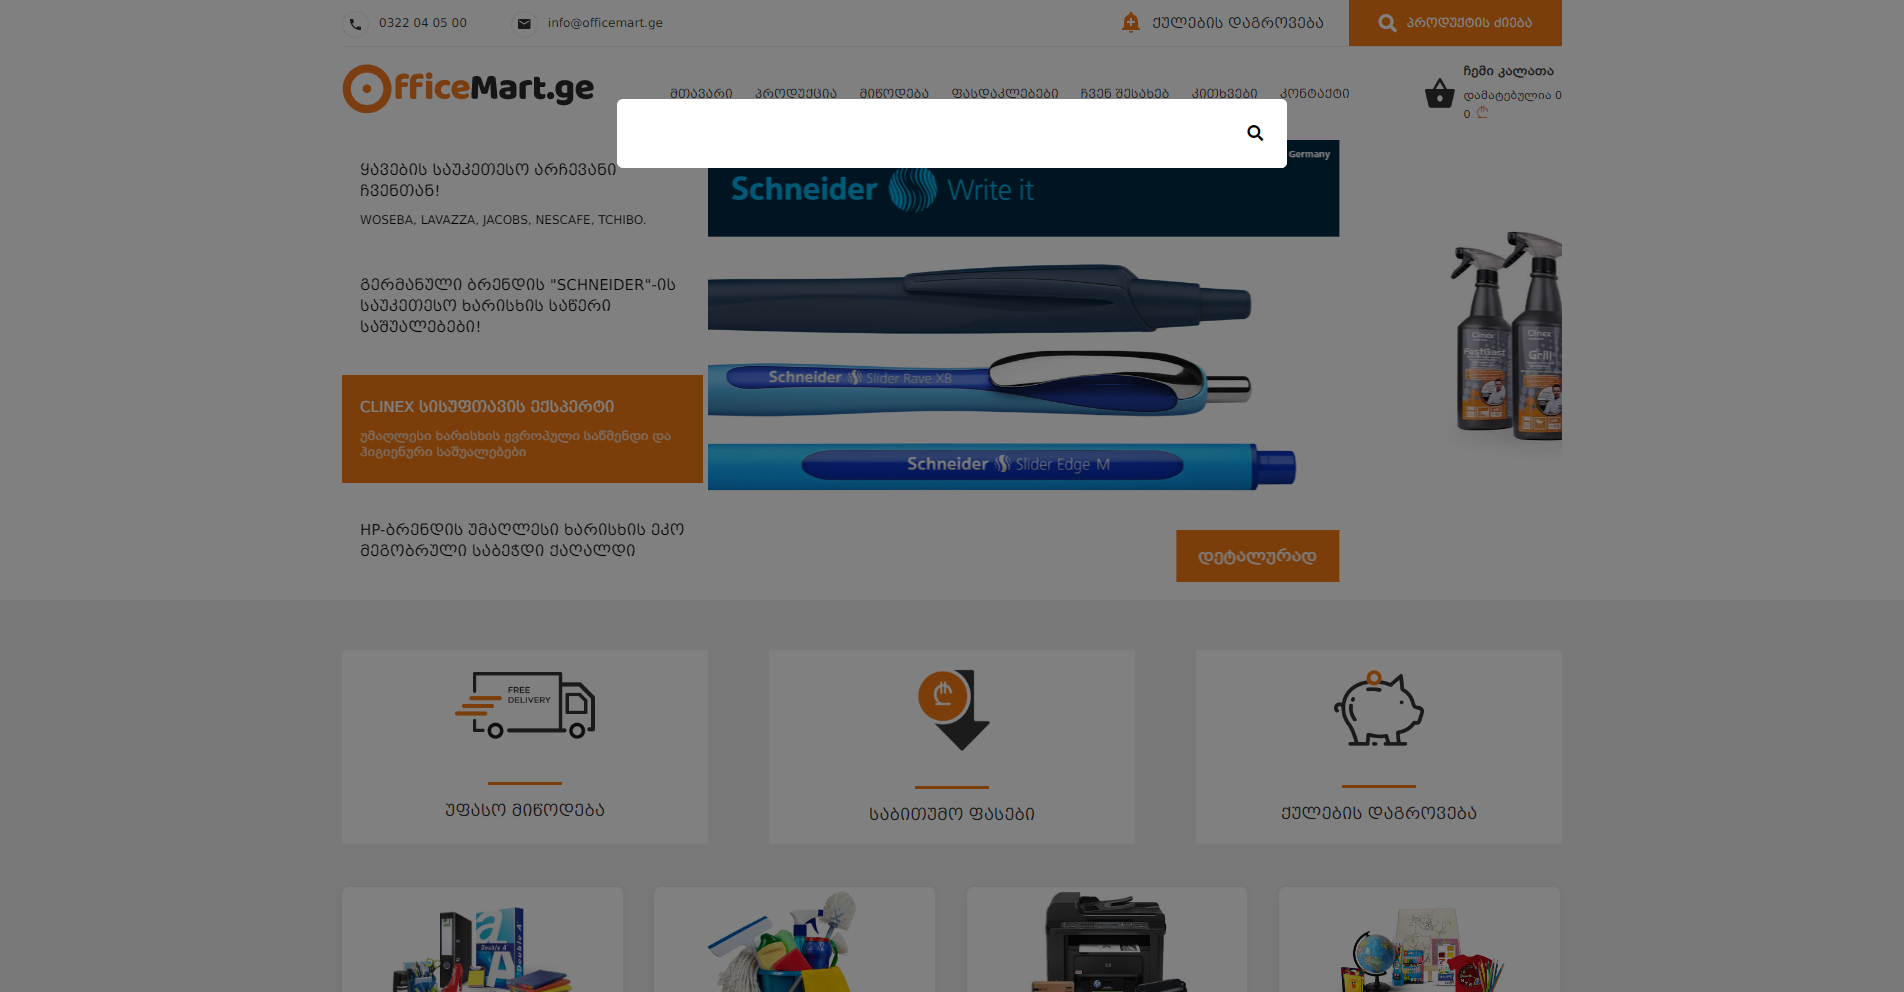 0322 04 05 00
info@officemart.ge
ქულების დაგროვება
პროდუქტის ძიება
OfficeMart.ge
მთავარი
პროდუქცია
მიწოდება
ფასდაკლებები
ჩვენ შესახებ
კითხვები
კონტაქტი
ჩემი კალათა
დამატებულია 0
0 ₾
ყავების საუკეთესო არჩევანი
ჩვენთან!
WOSEBA, LAVAZZA, JACOBS, NESCAFE, TCHIBO.
გერმანული ბრენდის "SCHNEIDER"-ის
საუკეთესო ხარისხის საწერი
საშუალებები!
CLINEX სისუფთავის ექსპერტი
უმაღლესი ხარისხის ევროპული საწმენდი და
ჰიგიენური საშუალებები
HP-ბრენდის უმაღლესი ხარისხის ეკო
მეგობრული საბეჭდი ქაღალდი
Germany
Schneider Write it
Schneider Slider Rave XB
Schneider Slider Edge M
დეტალურად
Clinex
FastGast
Clinex
Grill
FREE
DELIVERY
უფასო მიწოდება
₾
საბითუმო ფასები
ქულების დაგროვება
a
Double A
A
Double A
hp